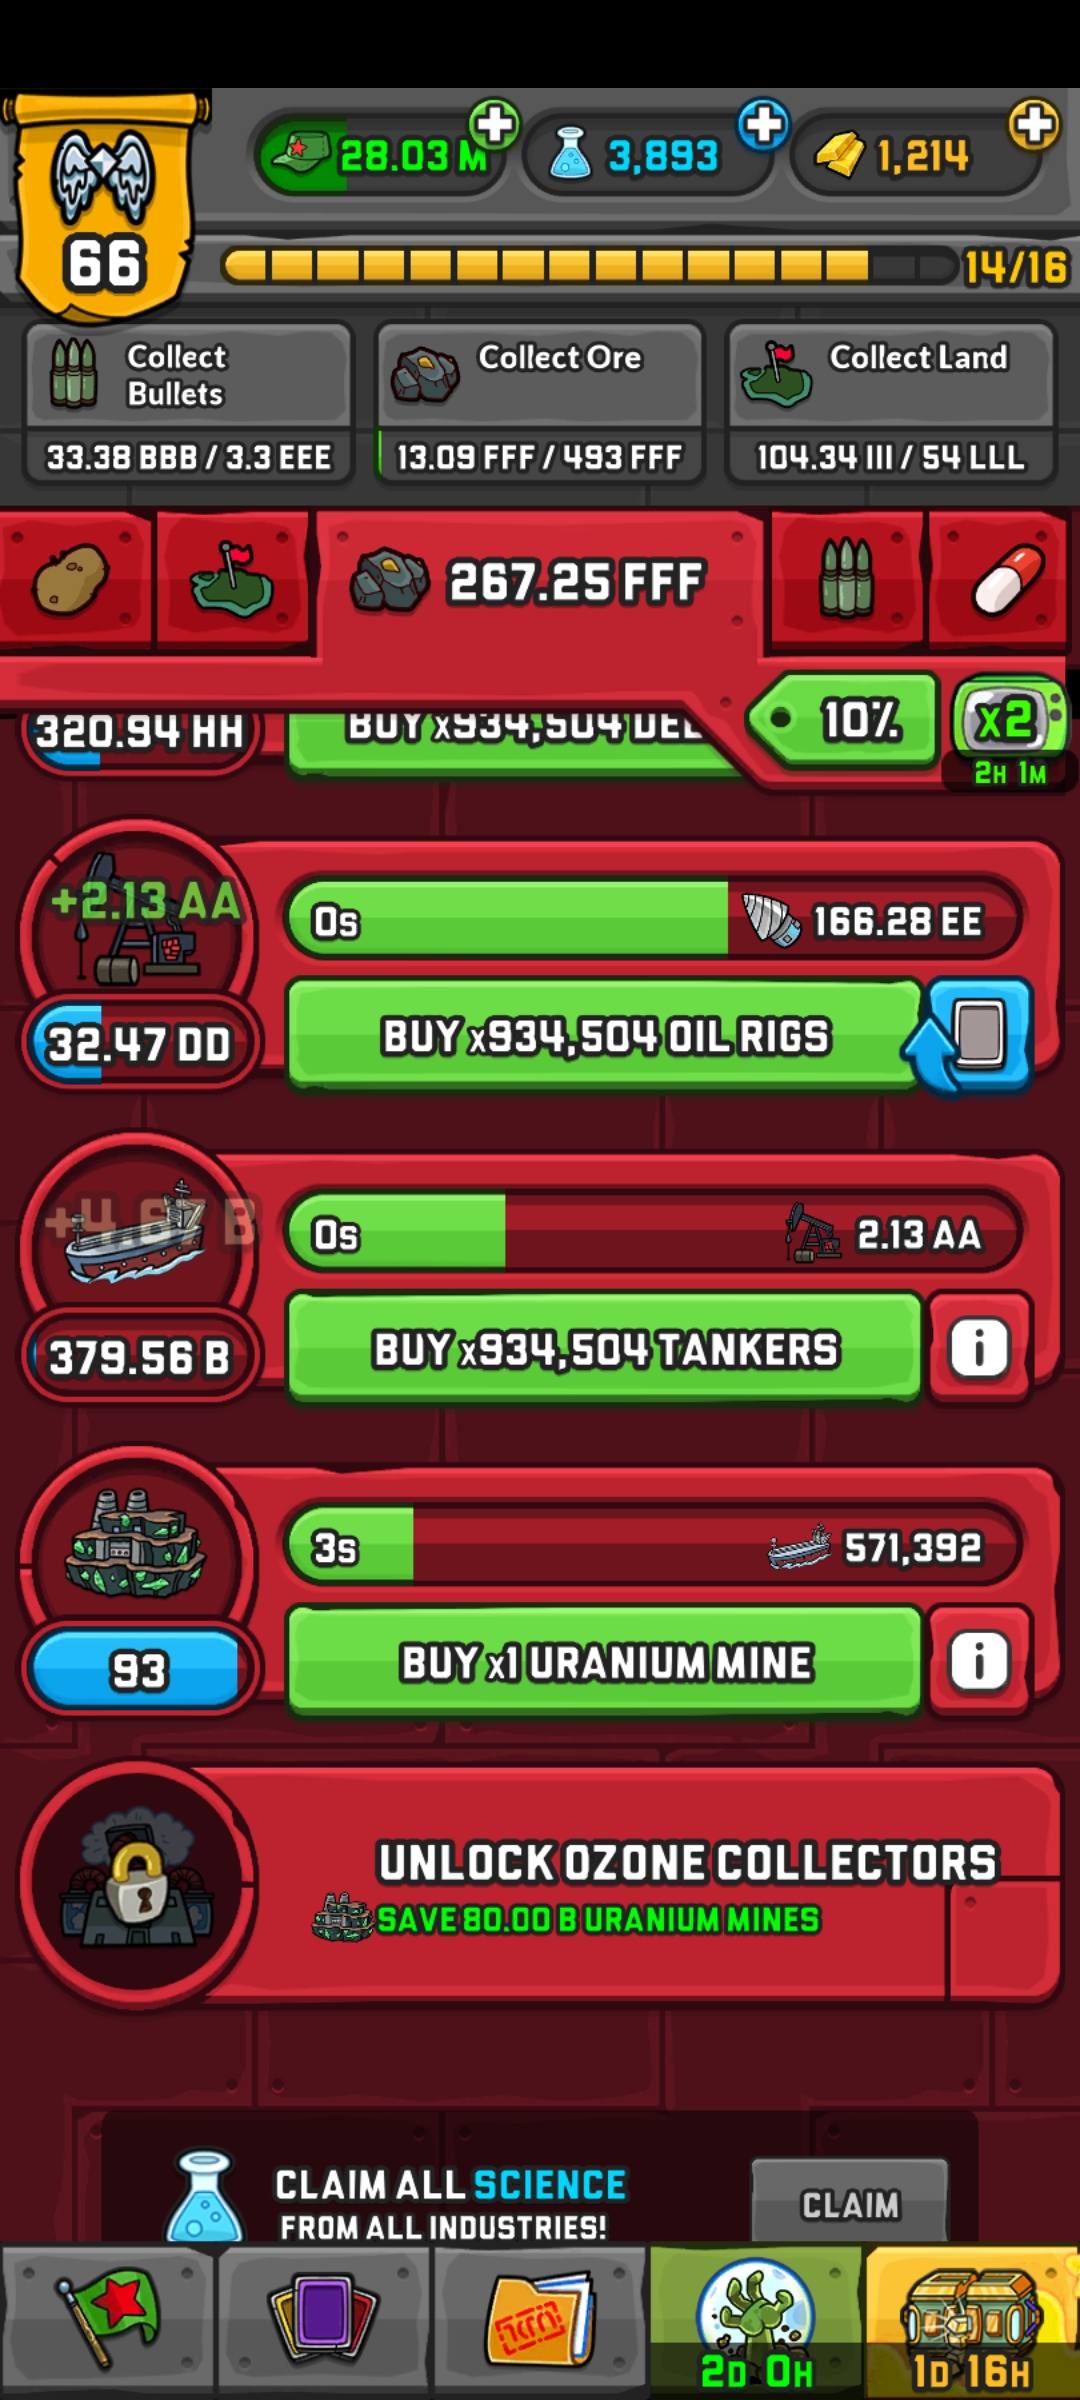 28.03 M
3,893
1,214
66
14/16
Collect
Bullets
Collect Ore
Collect Land
33.38 BBB / 3.3 EEE
13.09 FFF / 493 FFF
104.34 III / 54 LLL
267.25 FFF
10%
x2
2H 1M
320.94 HH
BUY x934,504 DEL
+2.13 AA
0s
166.28 EE
32.47 DD
BUY x934,504 OIL RIGS
+4.67 B
0s
2.13 AA
379.56 B
BUY x934,504 TANKERS
i
3s
571,392
93
BUY x1 URANIUM MINE
i
UNLOCK OZONE COLLECTORS
SAVE 80.00 B URANIUM MINES
CLAIM ALL SCIENCE
FROM ALL INDUSTRIES!
CLAIM
2D 0H
1D 16H